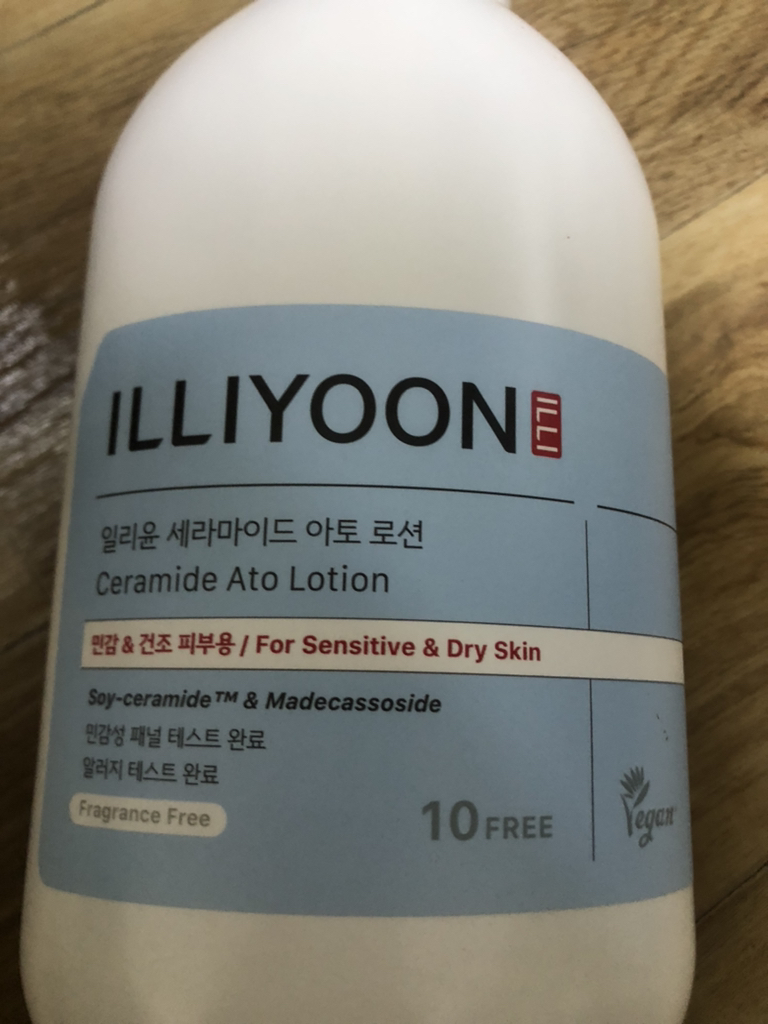 ILLIYOON ILLI
일리윤 세라마이드 아토 로션
Ceramide Ato Lotion
민감 & 건조 피부용 / For Sensitive & Dry Skin
Soy-ceramide™ & Madecassoside
민감성 패널 테스트 완료
알러지 테스트 완료
Fragrance Free
10 FREE
Vegan